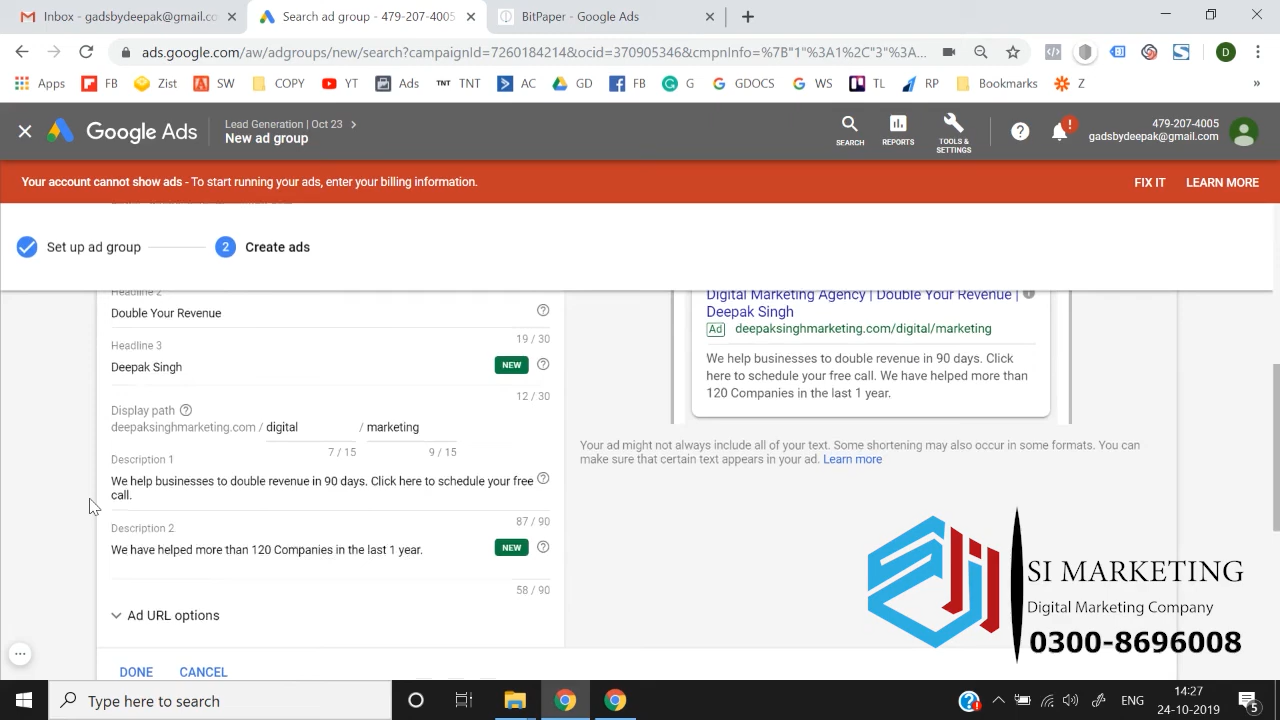 Inbox - gadsbydeepak@gmail.co
Search ad group - 479-207-4005
BitPaper - Google Ads
ads.google.com/aw/adgroups/new/search?campaignId=7260184214&ocid=370905346&cmpnInfo=%7B"1"%3A1%2C"3"%3A...
D
Apps FB Zist SW COPY YT Ads TNT TNT AC GD FB G GDOCS WS TL RP Bookmarks Z »
Google Ads
Lead Generation | Oct 23
New ad group
SEARCH
REPORTS
TOOLS & SETTINGS
479-207-4005
gadsbydeepak@gmail.com
Your account cannot show ads - To start running your ads, enter your billing information.
FIX IT LEARN MORE
Set up ad group
2 Create ads
Headline 2
Double Your Revenue
19 / 30
Headline 3
Deepak Singh
NEW
12 / 30
Display path
deepaksinghmarketing.com / digital / marketing
7 / 15 9 / 15
Description 1
We help businesses to double revenue in 90 days. Click here to schedule your free
call.
87 / 90
Description 2
We have helped more than 120 Companies in the last 1 year.
NEW
58 / 90
Ad URL options
DONE CANCEL
Digital Marketing Agency | Double Your Revenue |
Deepak Singh
Ad deepaksinghmarketing.com/digital/marketing
We help businesses to double revenue in 90 days. Click
here to schedule your free call. We have helped more than
120 Companies in the last 1 year.
Your ad might not always include all of your text. Some shortening may also occur in some formats. You can
make sure that certain text appears in your ad. Learn more
SI MARKETING
Digital Marketing Company
0300-8696008
Type here to search
ENG
14:27
24-10-2019
5